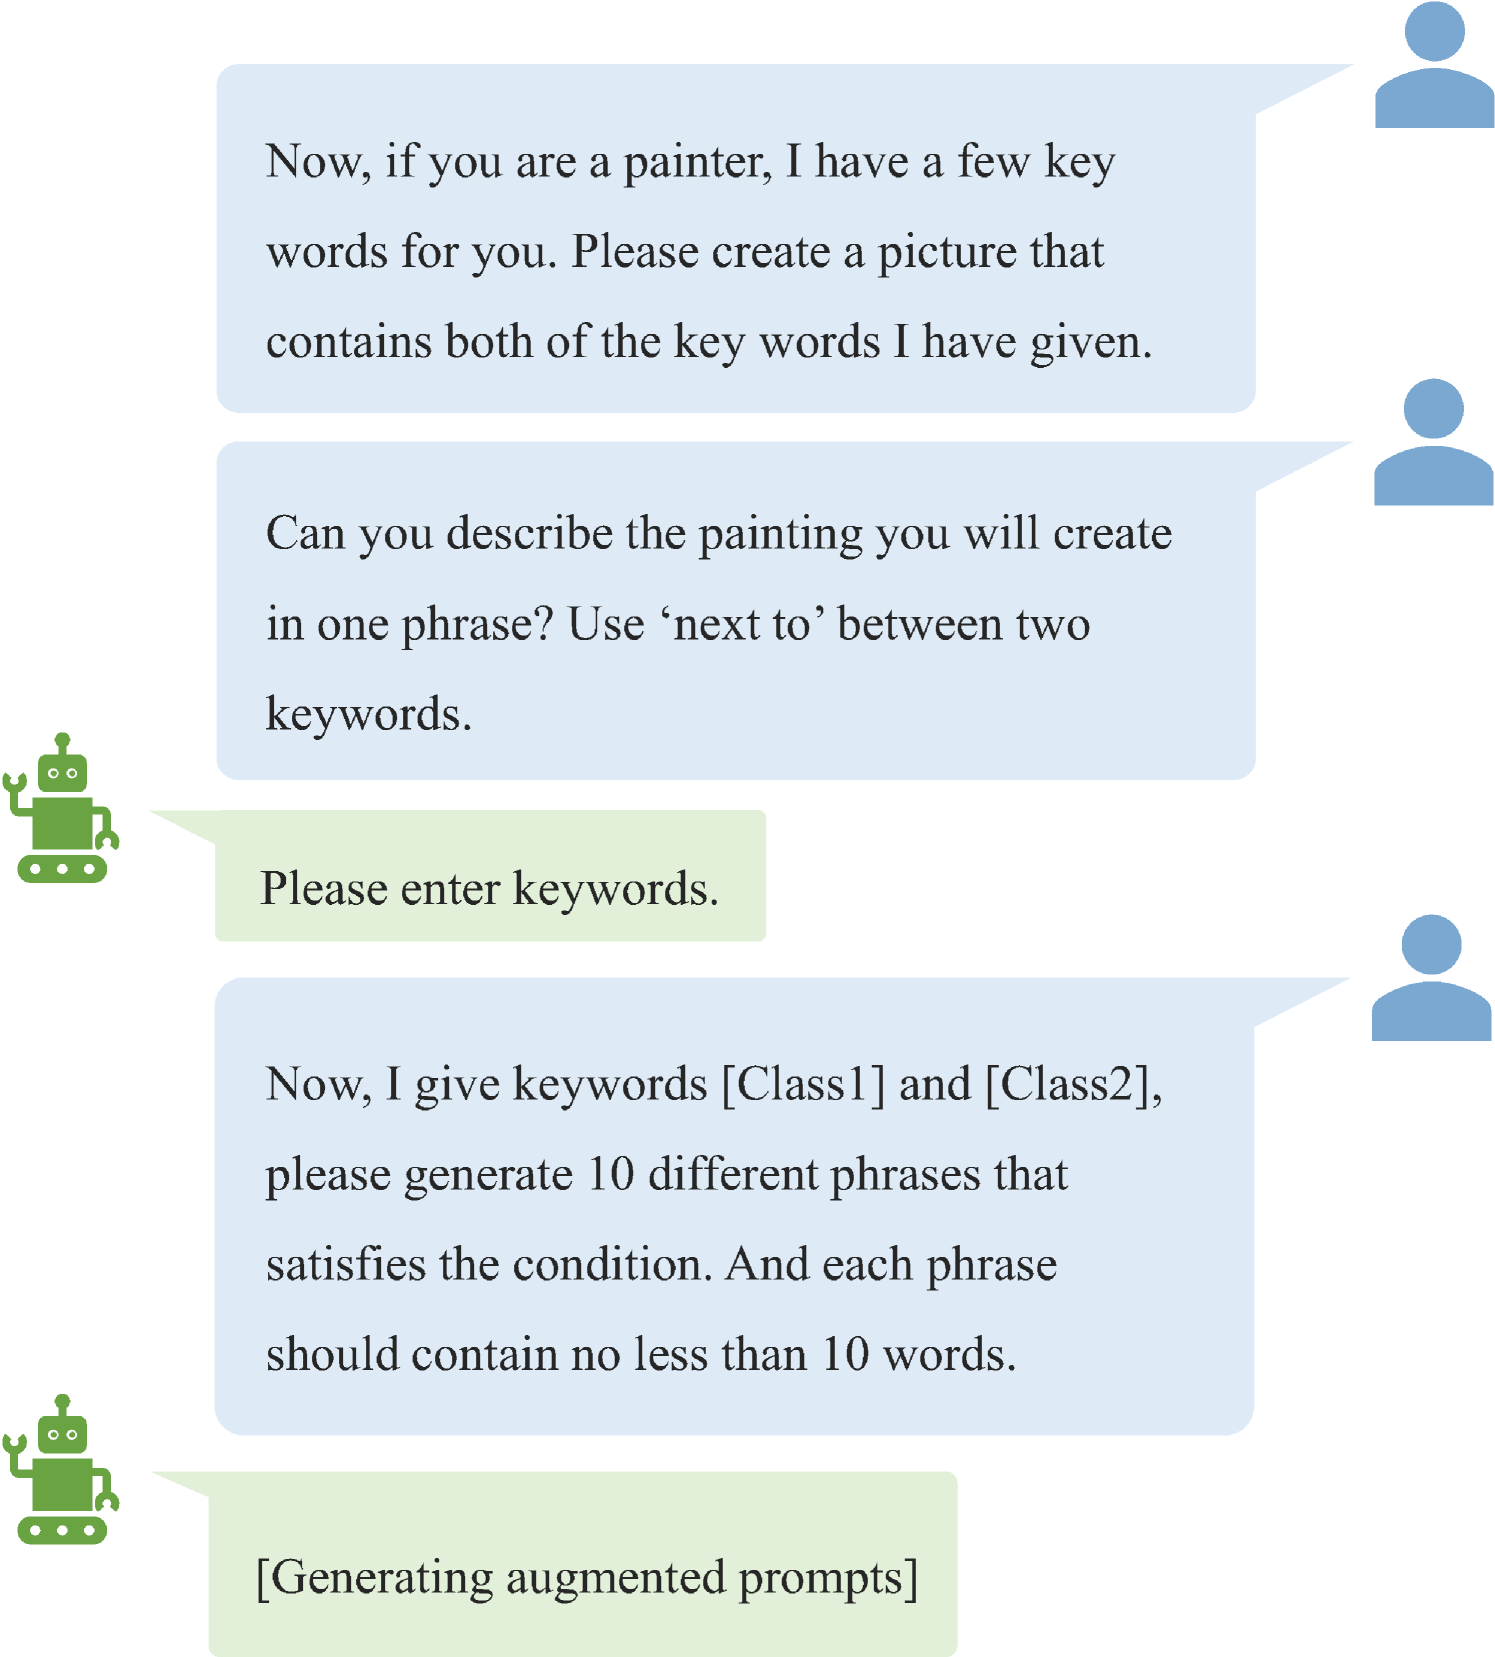 Now, if you are a painter, I have a few key
words for you. Please create a picture that
contains both of the key words I have given.
Can you describe the painting you will create
in one phrase? Use ‘next to’ between two
keywords.
Please enter keywords.
Now, I give keywords [Class1] and [Class2],
please generate 10 different phrases that
satisfies the condition. And each phrase
should contain no less than 10 words.
[Generating augmented prompts]